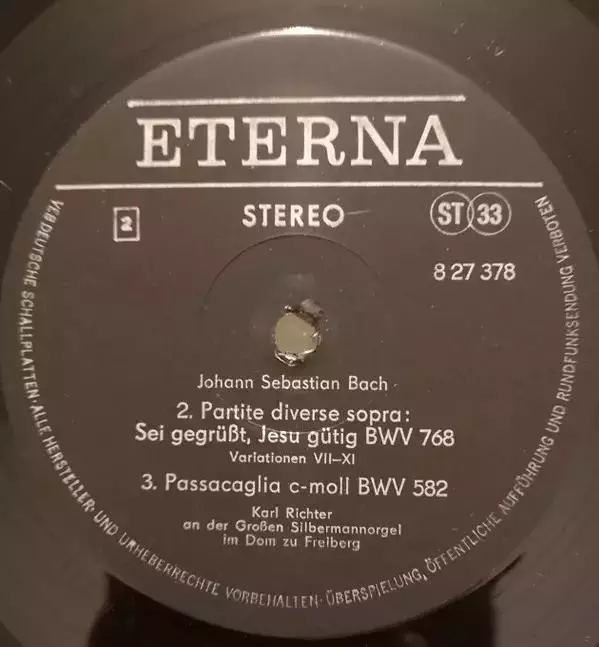 ETERNA
2 STEREO ST 33
8 27 378
Johann Sebastian Bach
2. Partite diverse sopra:
Sei gegrüßt, Jesu gütig BWV 768
Variationen VII–XI
3. Passacaglia c-moll BWV 582
Karl Richter
an der Großen Silbermannorgel
im Dom zu Freiberg
VEB DEUTSCHE SCHALLPLATTEN · ALLE HERSTELLER- UND URHEBERRECHTE VORBEHALTEN · ÜBERSPIELUNG, ÖFFENTLICHE AUFFÜHRUNG UND RUNDFUNKSENDUNG VERBOTEN